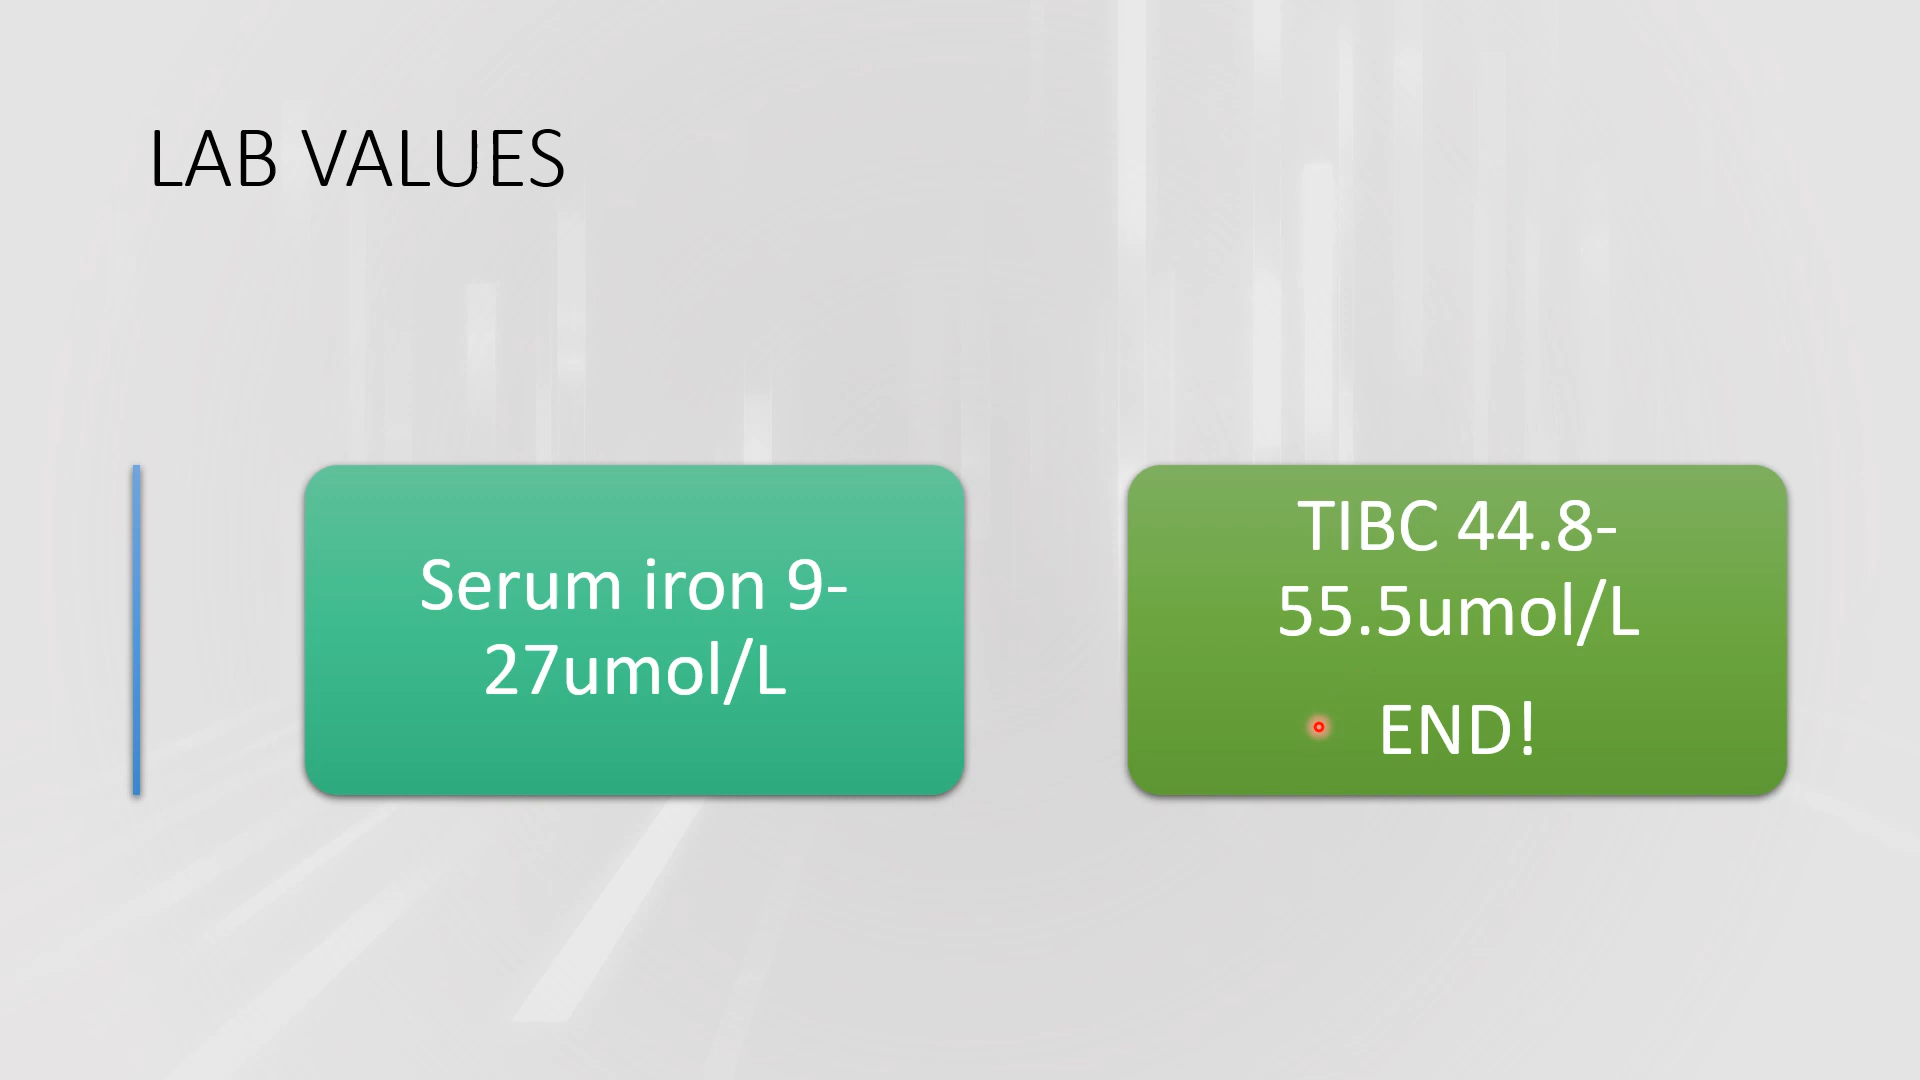 LAB VALUES
Serum iron 9-
27umol/L
TIBC 44.8-
55.5umol/L
END!